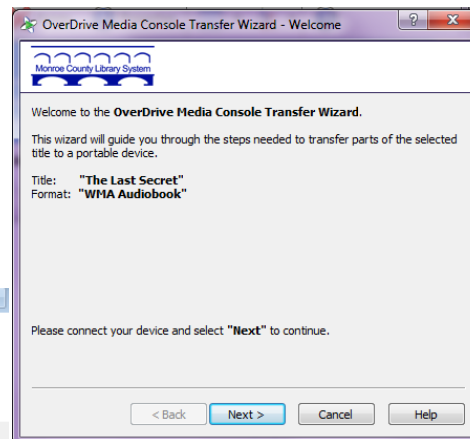 OverDrive Media Console Transfer Wizard - Welcome
Monroe County Library System
Welcome to the OverDrive Media Console Transfer Wizard.
This wizard will guide you through the steps needed to transfer parts of the selected
title to a portable device.
Title: "The Last Secret"
Format: "WMA Audiobook"
Please connect your device and select "Next" to continue.
< Back Next > Cancel Help